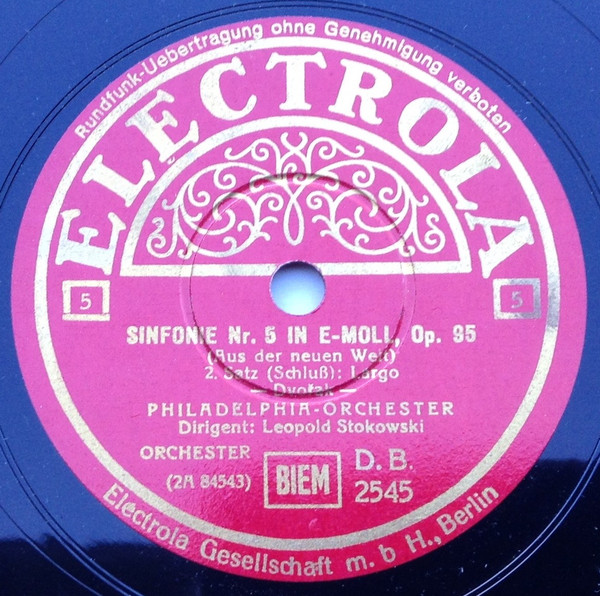 Rundfunk-Uebertragung ohne Genehmigung verboten
ELECTROLA
5
5
SINFONIE Nr. 5 IN E-MOLL, Op. 95
(Aus der neuen Welt)
2. Satz (Schluß): Largo
— Dvořák —
PHILADELPHIA-ORCHESTER
Dirigent: Leopold Stokowski
ORCHESTER
(2A 84543)
BIEM
D. B.
2545
Electrola Gesellschaft m. b H., Berlin